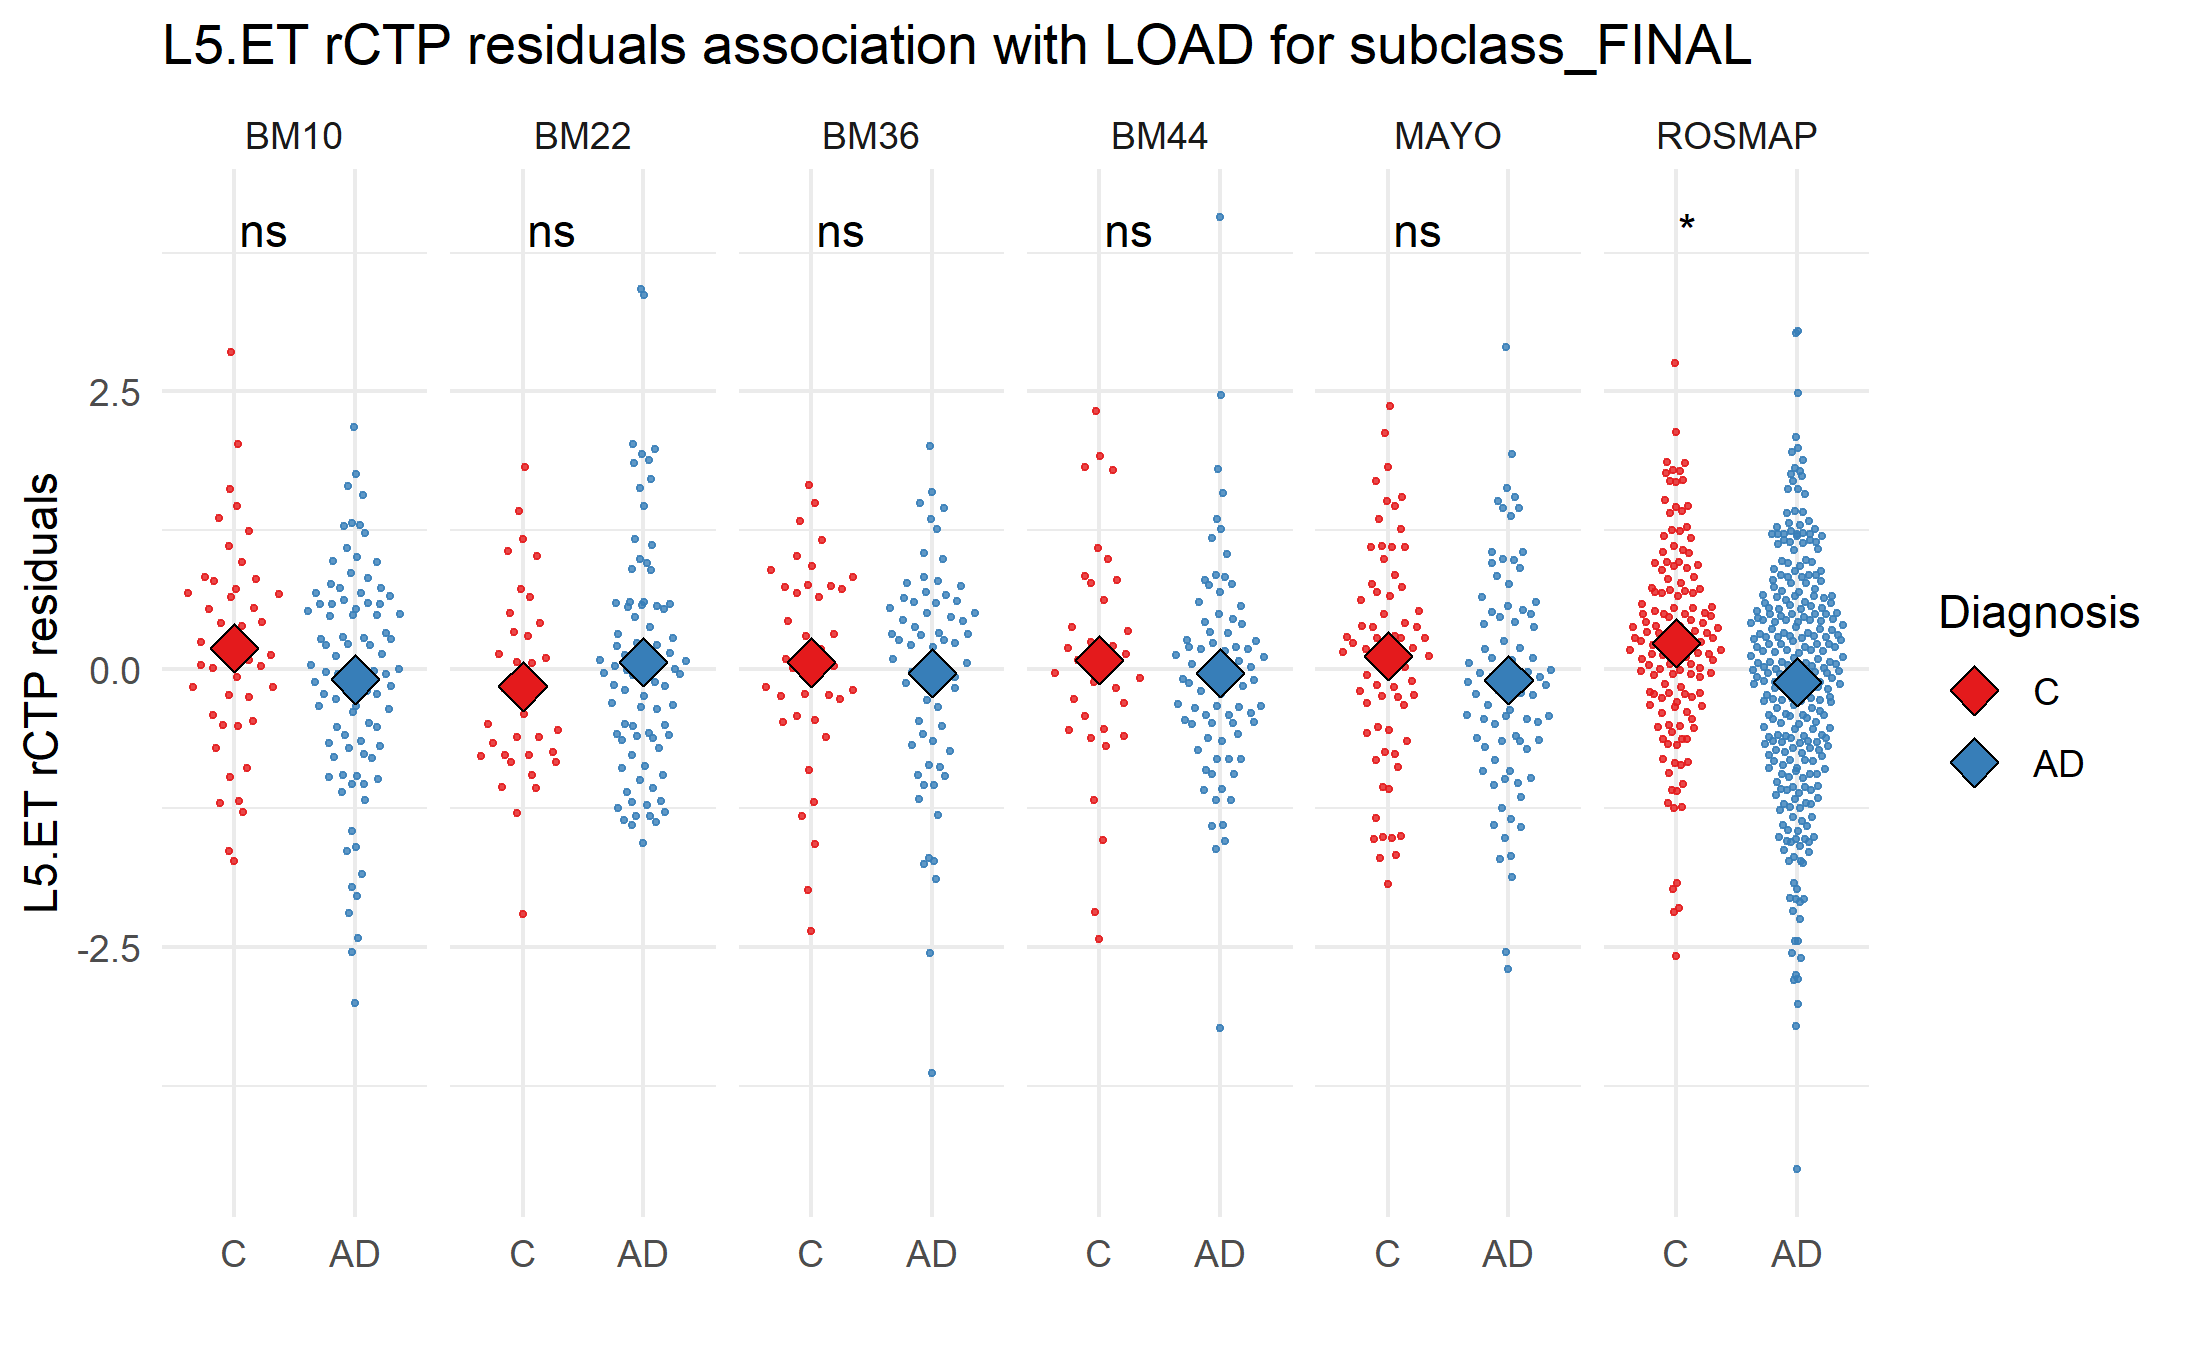 L5.ET rCTP residuals association with LOAD for subclass_FINAL
BM10 BM22 BM36 BM44 MAYO ROSMAP
ns ns ns ns ns *
L5.ET rCTP residuals
2.5
0.0
-2.5
C AD C AD C AD C AD C AD C AD
Diagnosis
C
AD